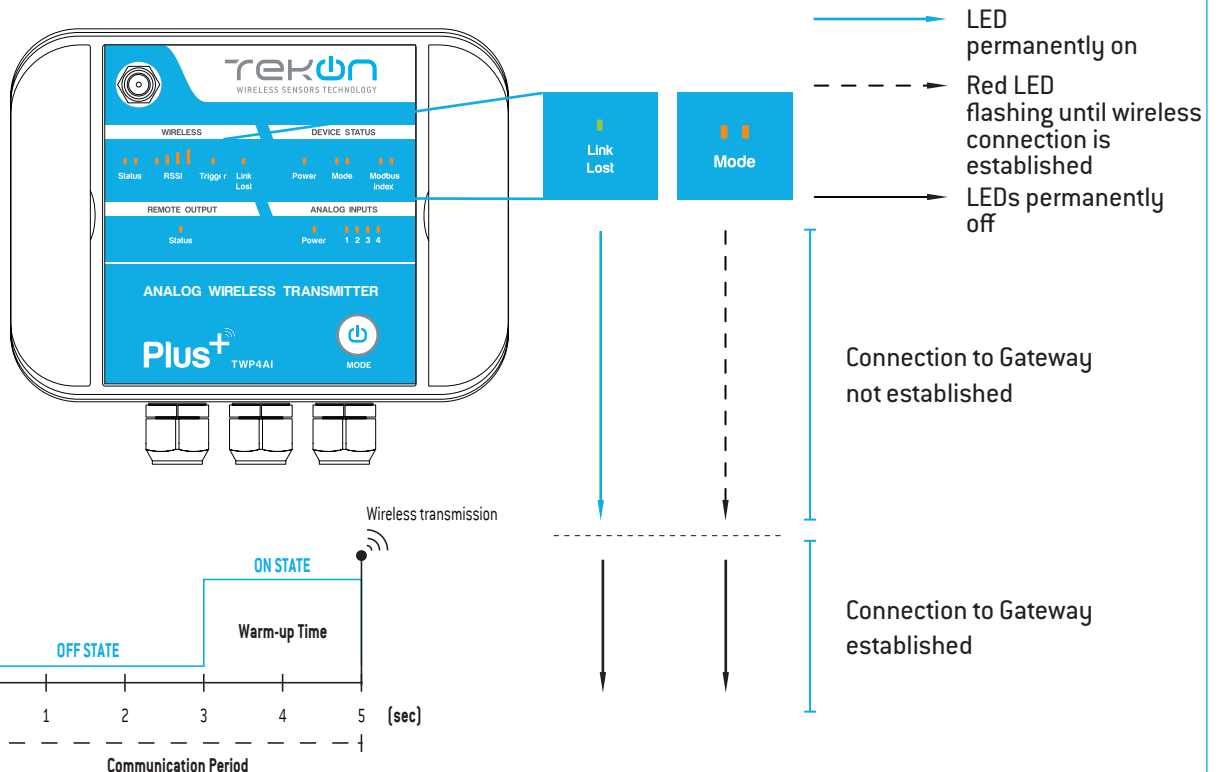 TEKON
WIRELESS SENSORS TECHNOLOGY
WIRELESS
DEVICE STATUS
Status
RSSI
Trigger
Link
Lost
Power
Mode
Modbus
Index
REMOTE OUTPUT
ANALOG INPUTS
Status
Power
1 2 3 4
ANALOG WIRELESS TRANSMITTER
Plus+
TWP4AI
MODE
Link
Lost
Mode
LED
permanently on
Red LED
flashing until wireless
connection is
established
LEDs permanently
off
Connection to Gateway
not established
Connection to Gateway
established
Wireless transmission
ON STATE
Warm-up Time
OFF STATE
1 2 3 4 5 (sec)
Communication Period